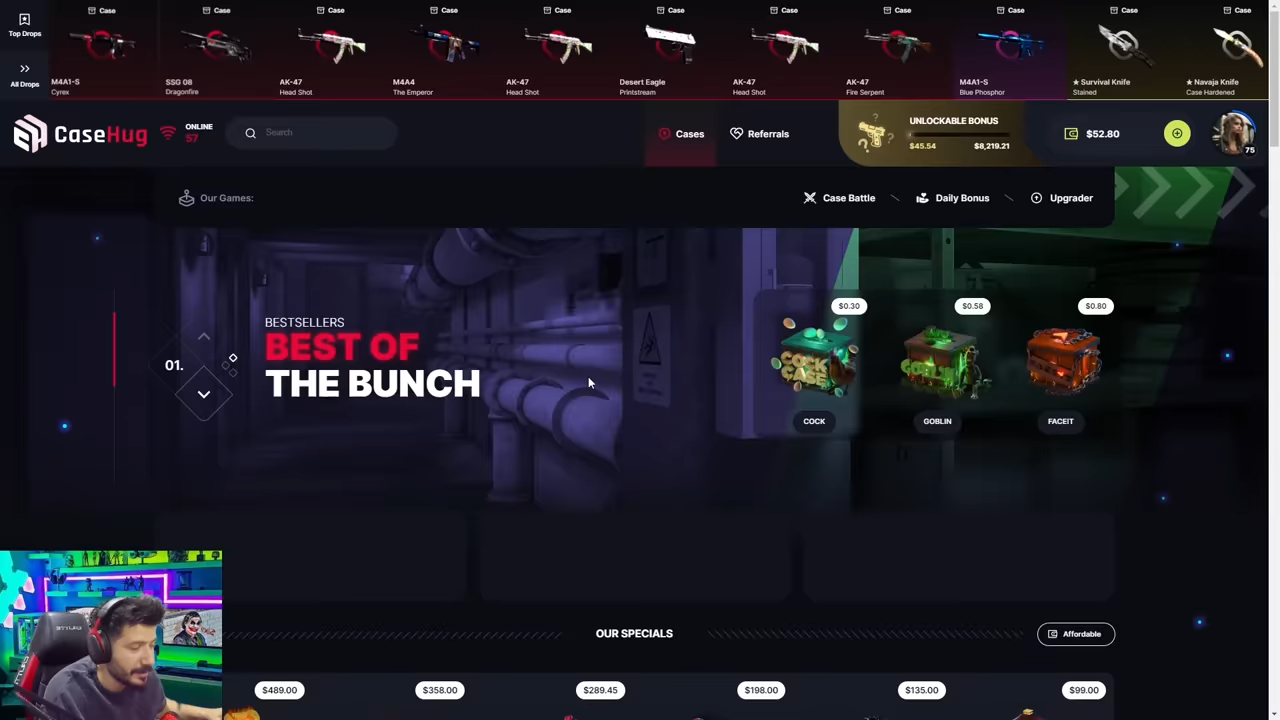 Top Drops
All Drops
Case
M4A1-S
Cyrex
Case
SSG 08
Dragonfire
Case
AK-47
Head Shot
Case
M4A4
The Emperor
Case
AK-47
Head Shot
Case
Desert Eagle
Printstream
Case
AK-47
Head Shot
Case
AK-47
Fire Serpent
Case
M4A1-S
Blue Phosphor
Case
★ Survival Knife
Stained
Case
★ Navaja Knife
Case Hardened
CaseHug
ONLINE
57
Search
Cases
Referrals
UNLOCKABLE BONUS
$45.54
$8,219.21
$52.80
75
Our Games:
Case Battle
Daily Bonus
Upgrader
01.
BESTSELLERS
BEST OF
THE BUNCH
$0.30
COCK
$0.58
GOBLIN
GOBLIN
$0.80
FACEIT
OUR SPECIALS
Affordable
$489.00
$358.00
$289.45
$198.00
$135.00
$99.00